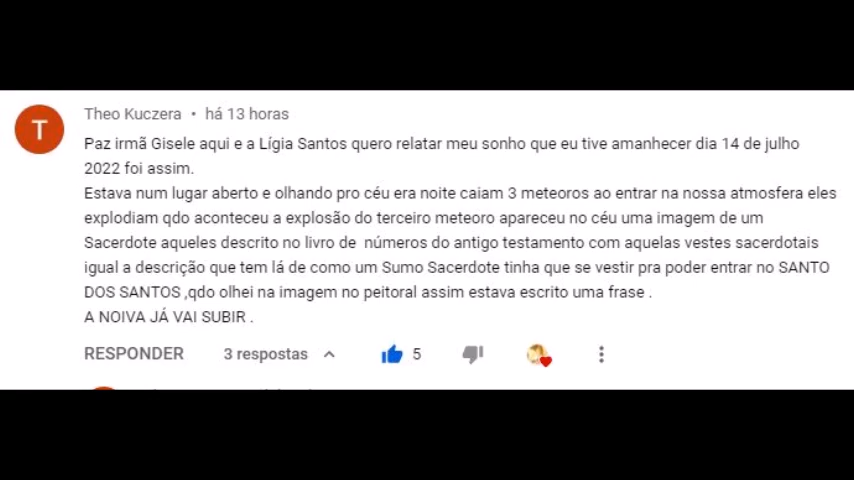 T
Theo Kuczera • há 13 horas
Paz irmã Gisele aqui e a Lígia Santos quero relatar meu sonho que eu tive amanhecer dia 14 de julho
2022 foi assim.
Estava num lugar aberto e olhando pro céu era noite caiam 3 meteoros ao entrar na nossa atmosfera eles
explodiam qdo aconteceu a explosão do terceiro meteoro apareceu no céu uma imagem de um
Sacerdote aqueles descrito no livro de números do antigo testamento com aquelas vestes sacerdotais
igual a descrição que tem lá de como um Sumo Sacerdote tinha que se vestir pra poder entrar no SANTO
DOS SANTOS ,qdo olhei na imagem no peitoral assim estava escrito uma frase .
A NOIVA JÁ VAI SUBIR .
RESPONDER 3 respostas 5